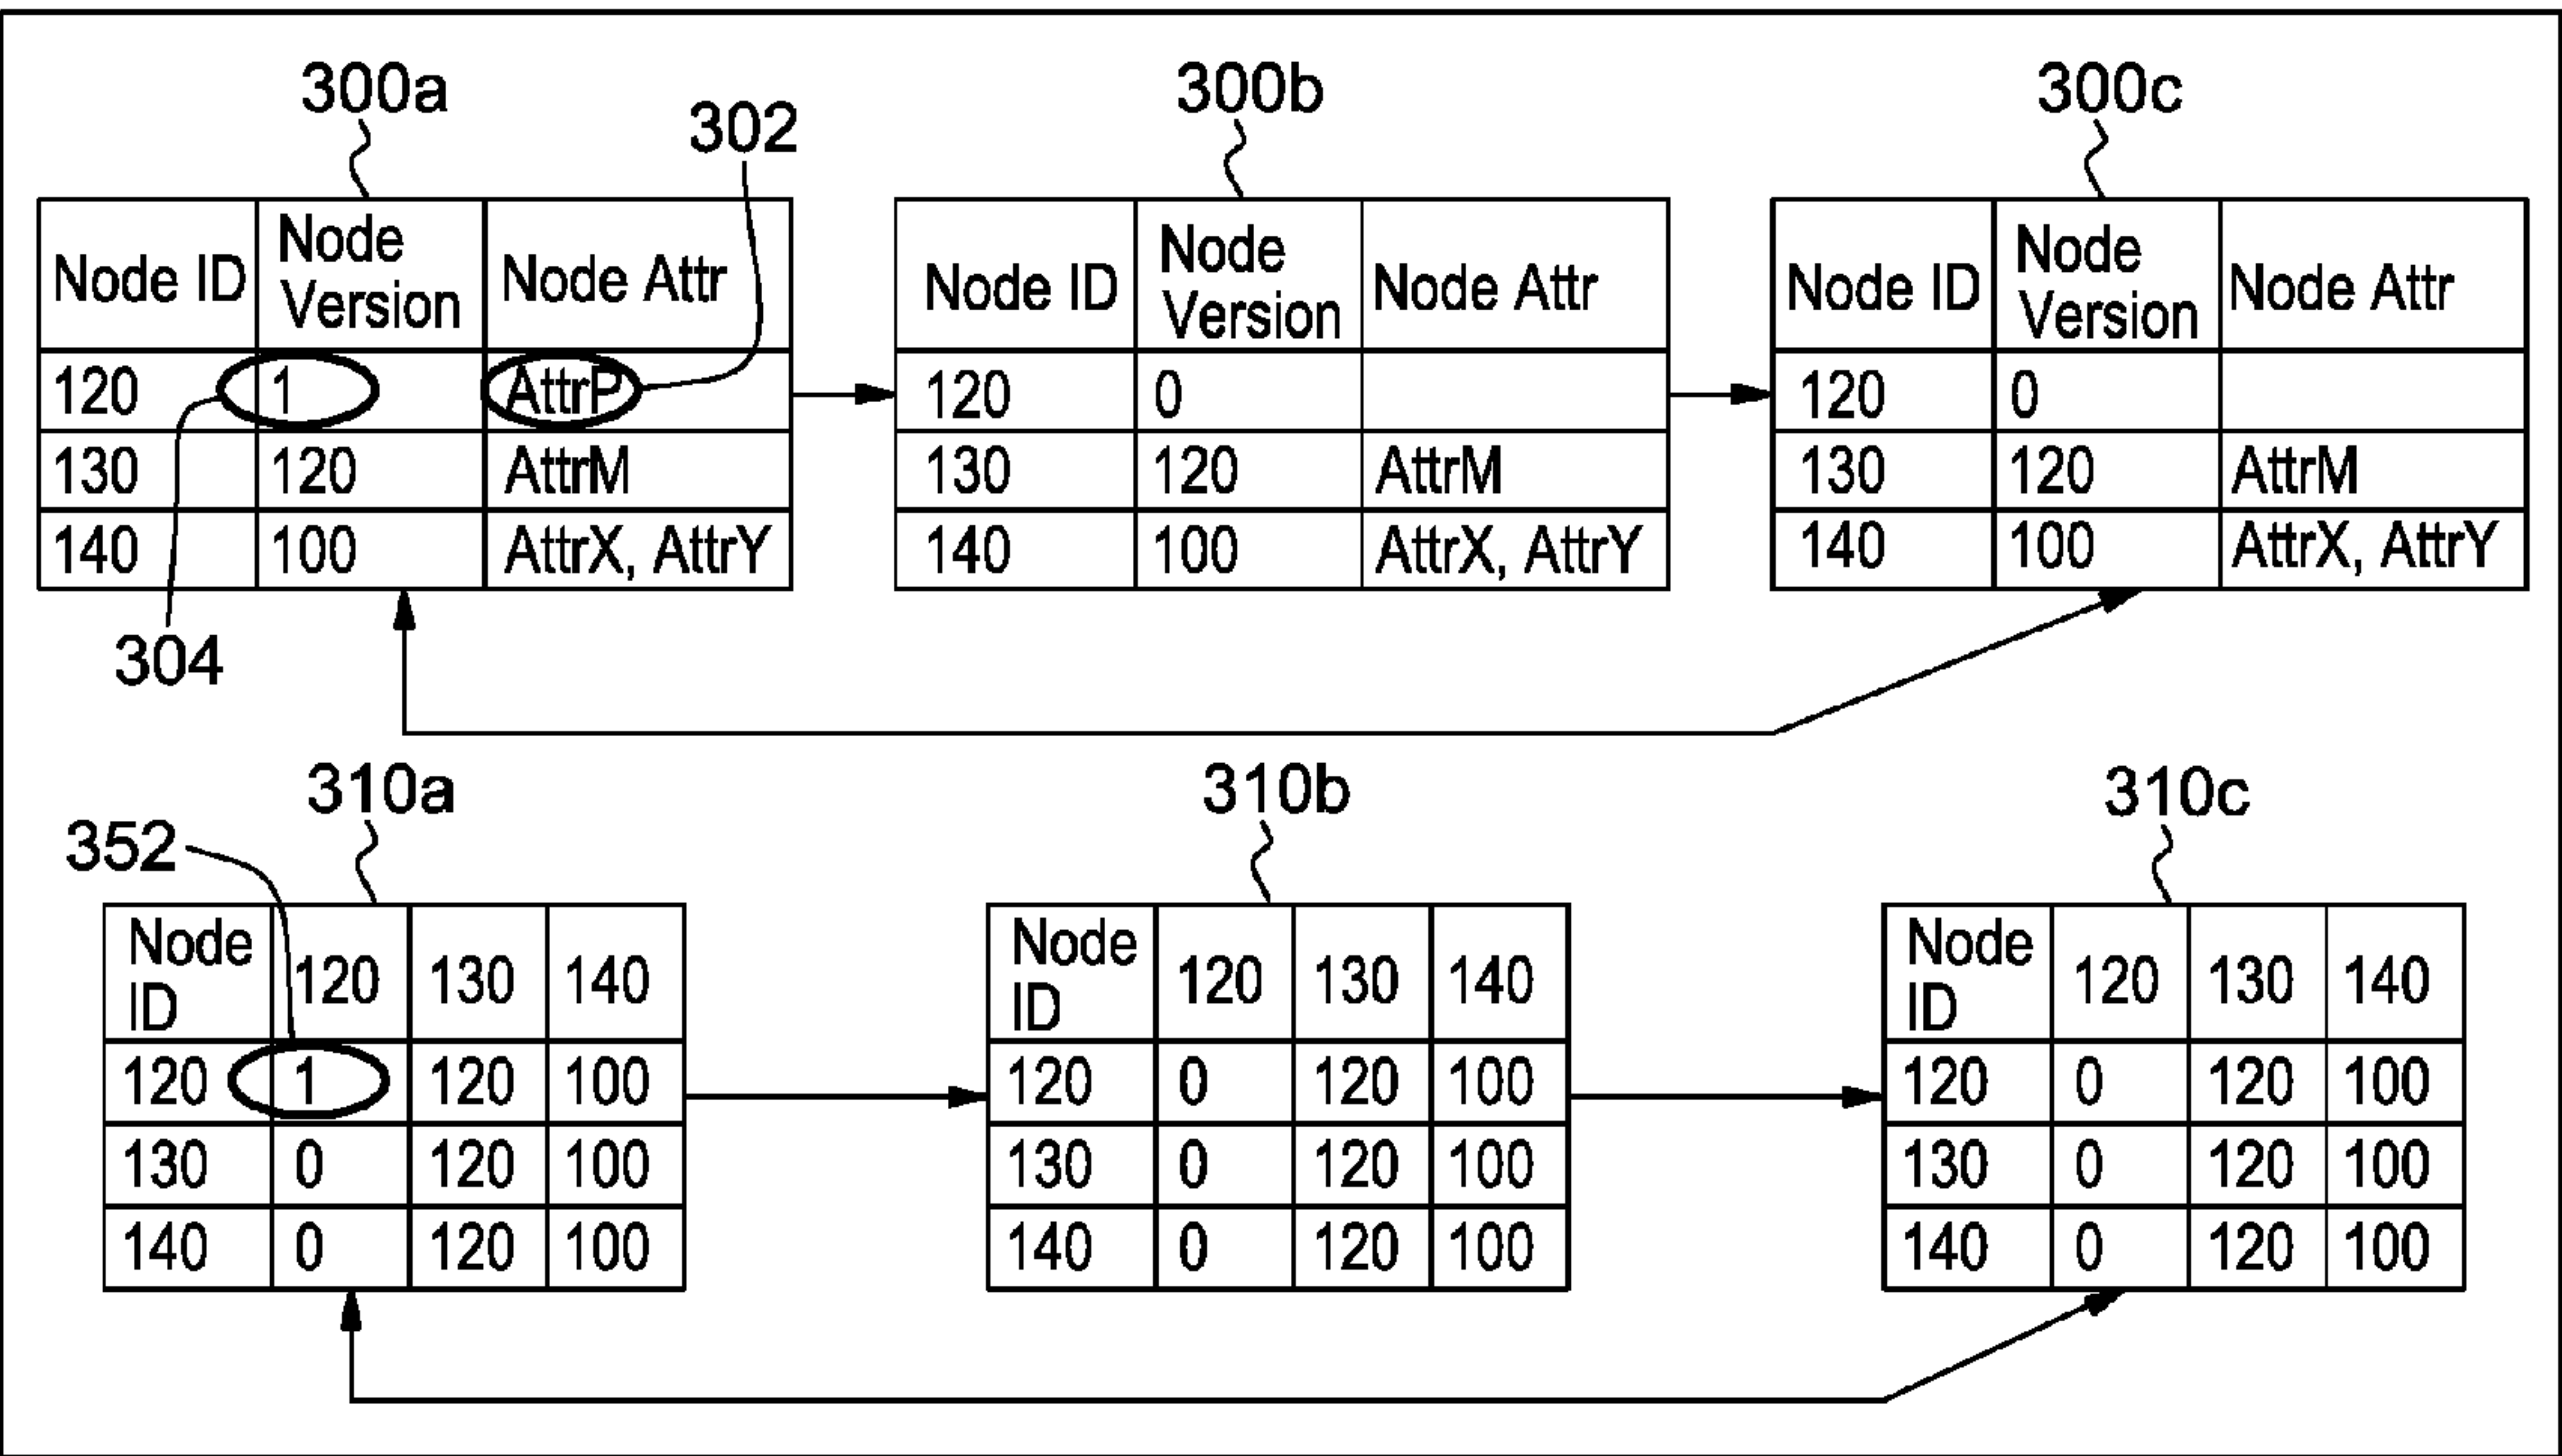 300a 300b 300c
302
Node ID Node Version Node Attr
120 1 AttrP
130 120 AttrM
140 100 AttrX, AttrY
304
Node ID Node Version Node Attr
120 0
130 120 AttrM
140 100 AttrX, AttrY
Node ID Node Version Node Attr
120 0
130 120 AttrM
140 100 AttrX, AttrY
310a 310b 310c
352
Node ID 120 130 140
120 1 120 100
130 0 120 100
140 0 120 100
Node ID 120 130 140
120 0 120 100
130 0 120 100
140 0 120 100
Node ID 120 130 140
120 0 120 100
130 0 120 100
140 0 120 100